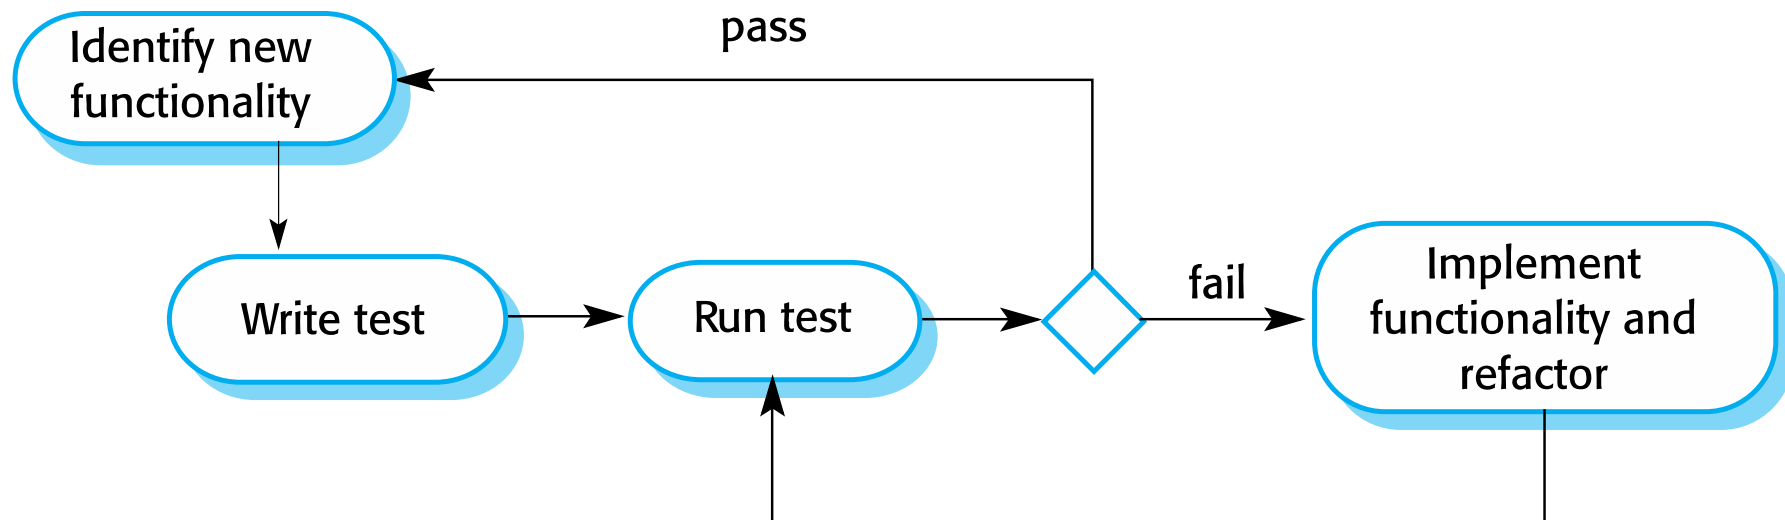 Identify new
functionality
pass
Write test
Run test
fail
Implement
functionality and
refactor